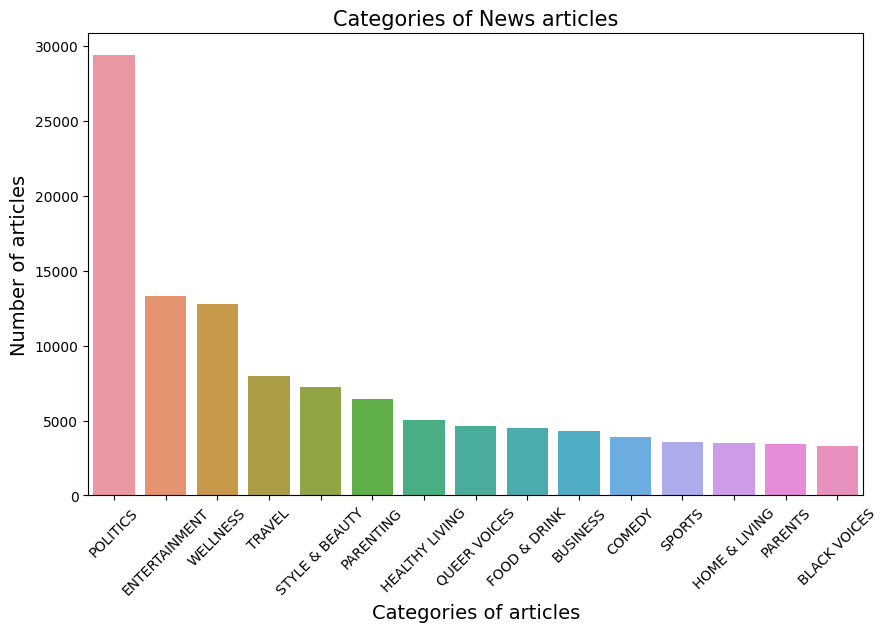 Categories of News articles
Number of articles
30000
25000
20000
15000
10000
5000
0
POLITICS
ENTERTAINMENT
WELLNESS
TRAVEL
STYLE & BEAUTY
PARENTING
HEALTHY LIVING
QUEER VOICES
FOOD & DRINK
BUSINESS
COMEDY
SPORTS
HOME & LIVING
PARENTS
BLACK VOICES
Categories of articles